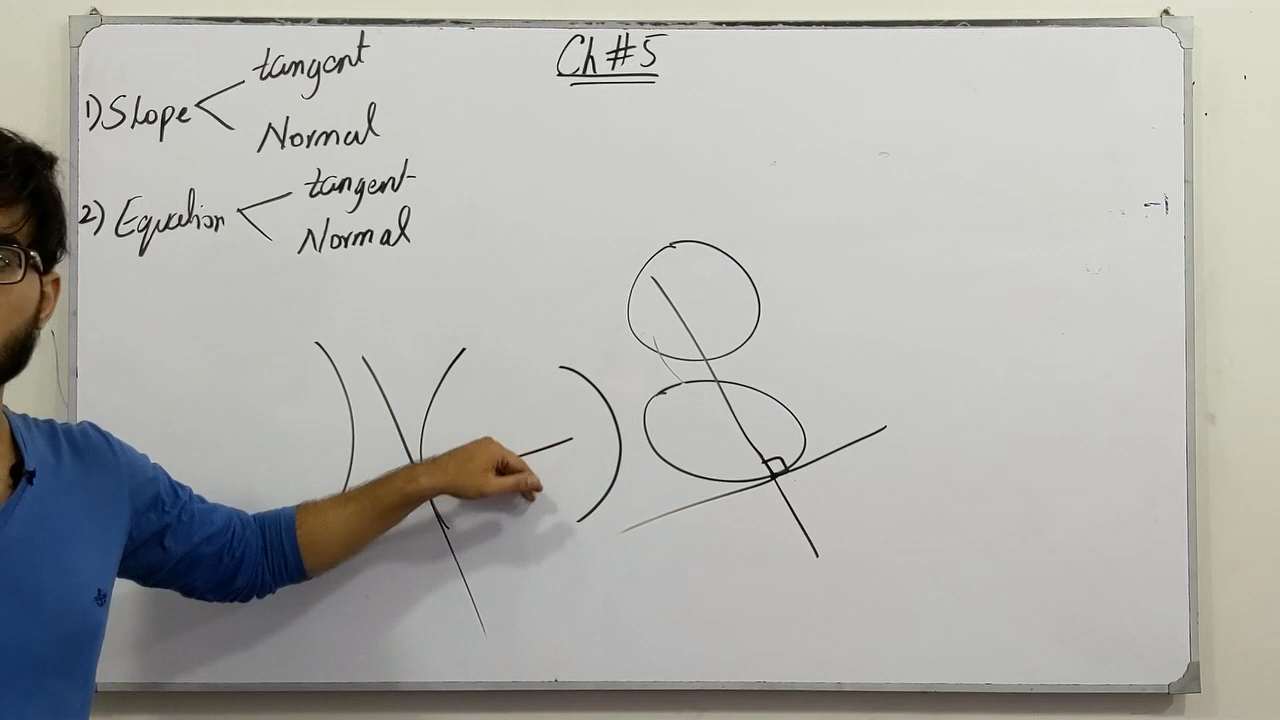 Ch #5
tangent
1) Slope
Normal
tangent
2) Equation
Normal